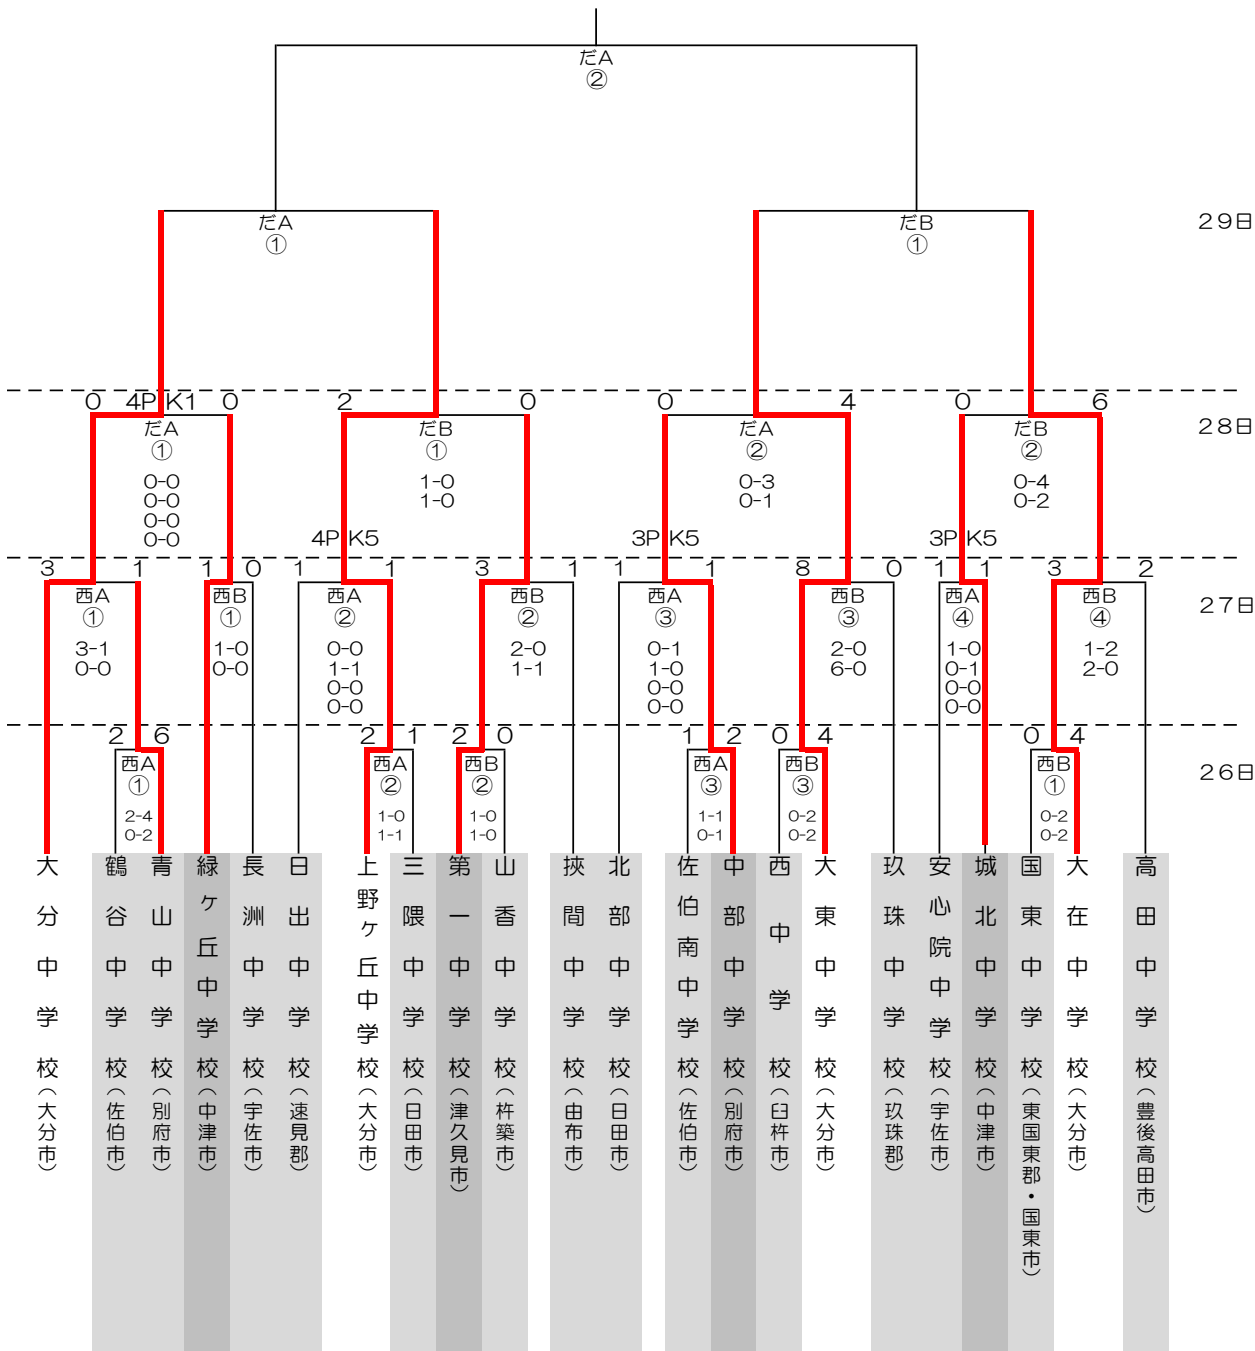 だA
②
だA
①
だB
①
29日
0 4PK1 0
2 0
0 4
0 6
だA
①
0-0
0-0
0-0
0-0
だB
①
1-0
1-0
だA
②
0-3
0-1
だB
②
0-4
0-2
28日
4PK5
3PK5
3PK5
3 1
1 0
1 1
3 1
1 1
8 0
1 1
3 2
西A
①
3-1
0-0
西B
①
1-0
0-0
西A
②
0-0
1-1
0-0
0-0
西B
②
2-0
1-1
西A
③
0-1
1-0
0-0
0-0
西B
③
2-0
6-0
西A
④
1-0
0-1
0-0
0-0
西B
④
1-2
2-0
27日
2 6
2 1
2 0
1 2
0 4
0 4
西A
①
2-4
0-2
西A
②
1-0
1-1
西B
②
1-0
1-0
西A
③
1-1
0-1
西B
③
0-2
0-2
西B
①
0-2
0-2
26日
大分中学校(大分市)
鶴谷中学校(佐伯市)
青山中学校(別府市)
緑ヶ丘中学校(中津市)
長洲中学校(宇佐市)
日出中学校(速見郡)
上野ヶ丘中学校(大分市)
三隈中学校(日田市)
第一中学校(津久見市)
山香中学校(杵築市)
挾間中学校(由布市)
北部中学校(日田市)
佐伯南中学校(佐伯市)
中部中学校(別府市)
西中学校(臼杵市)
大東中学校(大分市)
玖珠中学校(玖珠郡)
安心院中学校(宇佐市)
城北中学校(中津市)
国東中学校(東国東郡・国東市)
大在中学校(大分市)
高田中学校(豊後高田市)